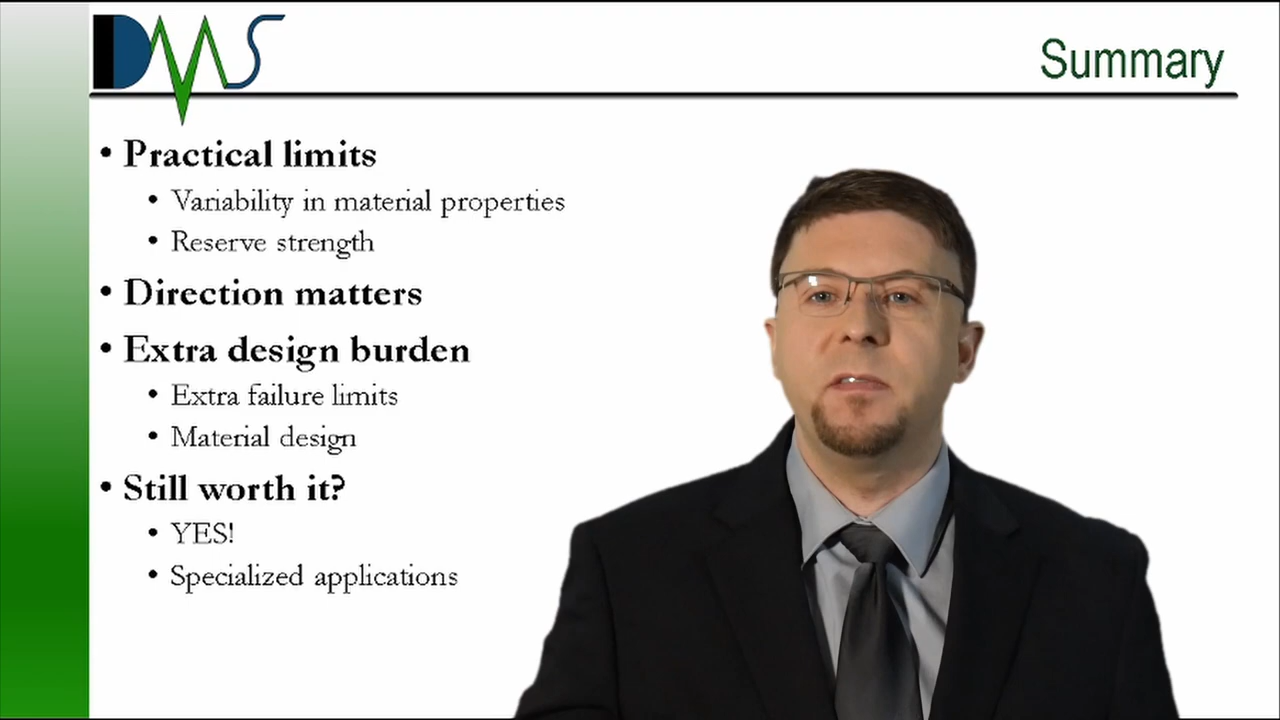 DMS
Summary
• Practical limits
• Variability in material properties
• Reserve strength
• Direction matters
• Extra design burden
• Extra failure limits
• Material design
• Still worth it?
• YES!
• Specialized applications